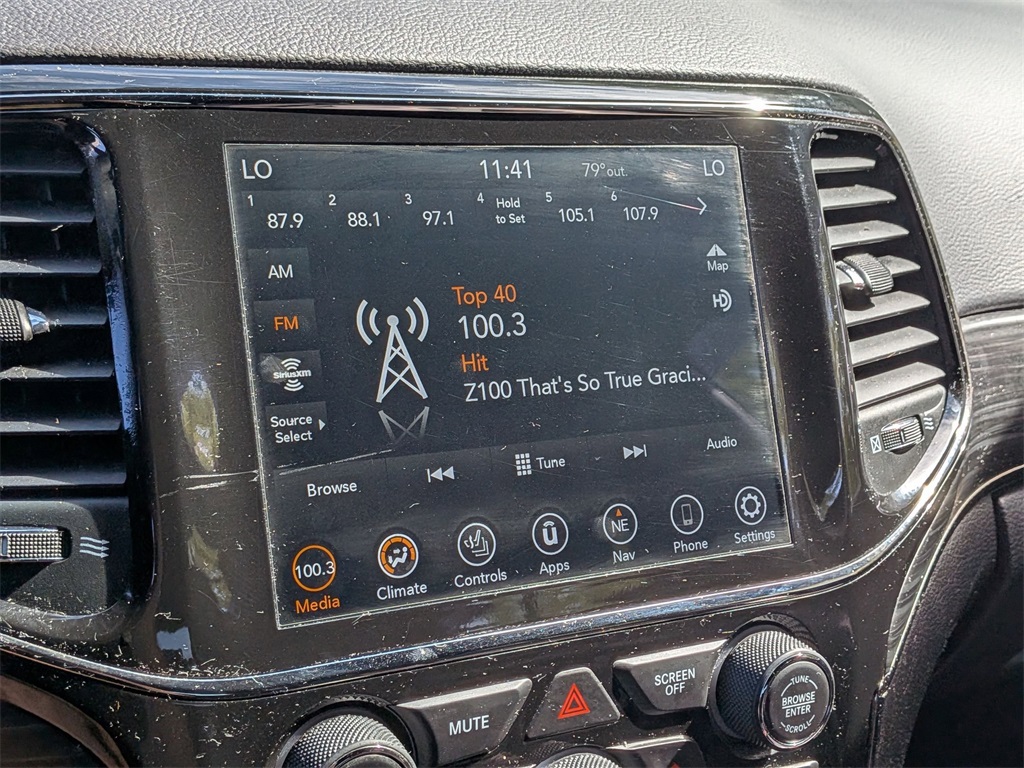 LO 11:41 79°out. LO
1 87.9 2 88.1 3 97.1 4 Hold to Set 5 105.1 6 107.9
Map
AM
HD
Top 40
FM
100.3
Hit
SiriusXM
Z100 That's So True Graci...
Source
Select
Browse Tune Audio
100.3 NE
Media Climate Controls Apps Nav Phone Settings
MUTE
SCREEN
OFF
TUNE
BROWSE
ENTER
SCROLL